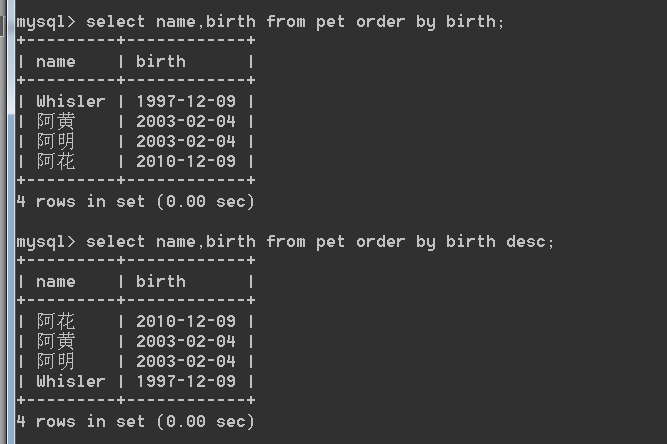 mysql> select name,birth from pet order by birth;
+---------+------------+
| name    | birth      |
+---------+------------+
| Whisler | 1997-12-09 |
| 阿黄    | 2003-02-04 |
| 阿明    | 2003-02-04 |
| 阿花    | 2010-12-09 |
+---------+------------+
4 rows in set (0.00 sec)
mysql> select name,birth from pet order by birth desc;
+---------+------------+
| name    | birth      |
+---------+------------+
| 阿花    | 2010-12-09 |
| 阿黄    | 2003-02-04 |
| 阿明    | 2003-02-04 |
| Whisler | 1997-12-09 |
+---------+------------+
4 rows in set (0.00 sec)